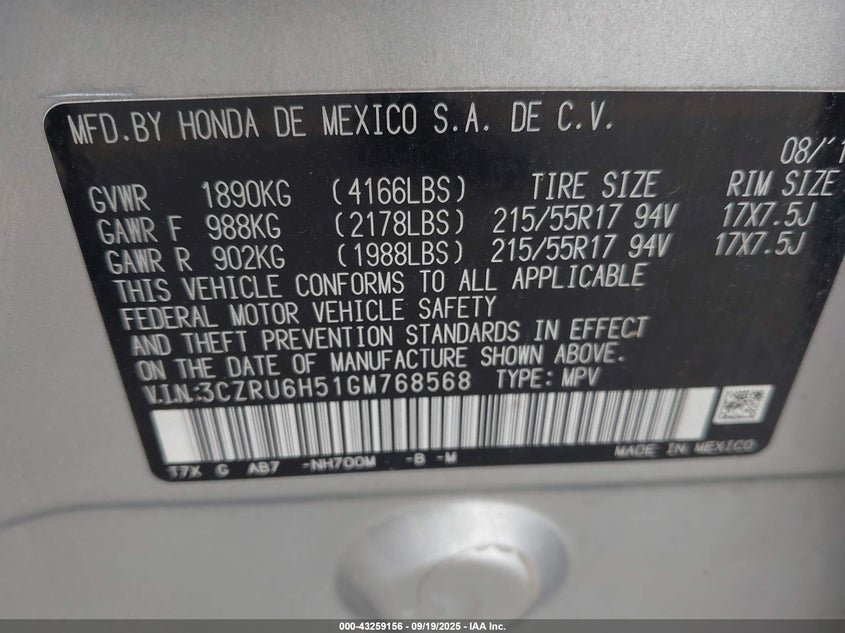 MFD.BY HONDA DE MEXICO S.A. DE C.V.
08/'1
GVWR 1890KG (4166LBS) TIRE SIZE RIM SIZE
GAWR F 988KG (2178LBS) 215/55R17 94V 17X7.5J
GAWR R 902KG (1988LBS) 215/55R17 94V 17X7.5J
THIS VEHICLE CONFORMS TO ALL APPLICABLE
FEDERAL MOTOR VEHICLE SAFETY
AND THEFT PREVENTION STANDARDS IN EFFECT
ON THE DATE OF MANUFACTURE SHOWN ABOVE.
V.I.N:3CZRU6H51GM768568 TYPE: MPV
T7X G AB7 -NH700M -B -M MADE IN MEXICO
000-43259156 - 09/19/2025 - IAA Inc.